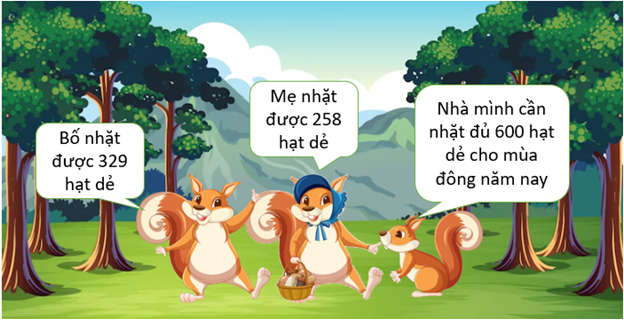 Bố nhặt
được 329
hạt dẻ
Mẹ nhặt
được 258
hạt dẻ
Nhà mình cần
nhặt đủ 600 hạt
dẻ cho mùa
đông năm nay